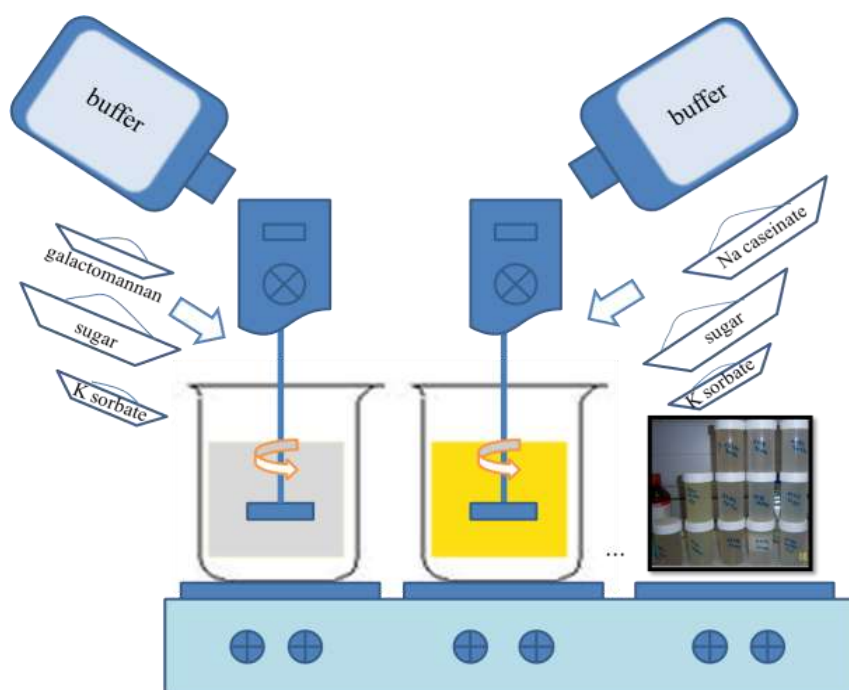 buffer
buffer
galactomannan
sugar
K sorbate
Na caseinate
sugar
K sorbate
...